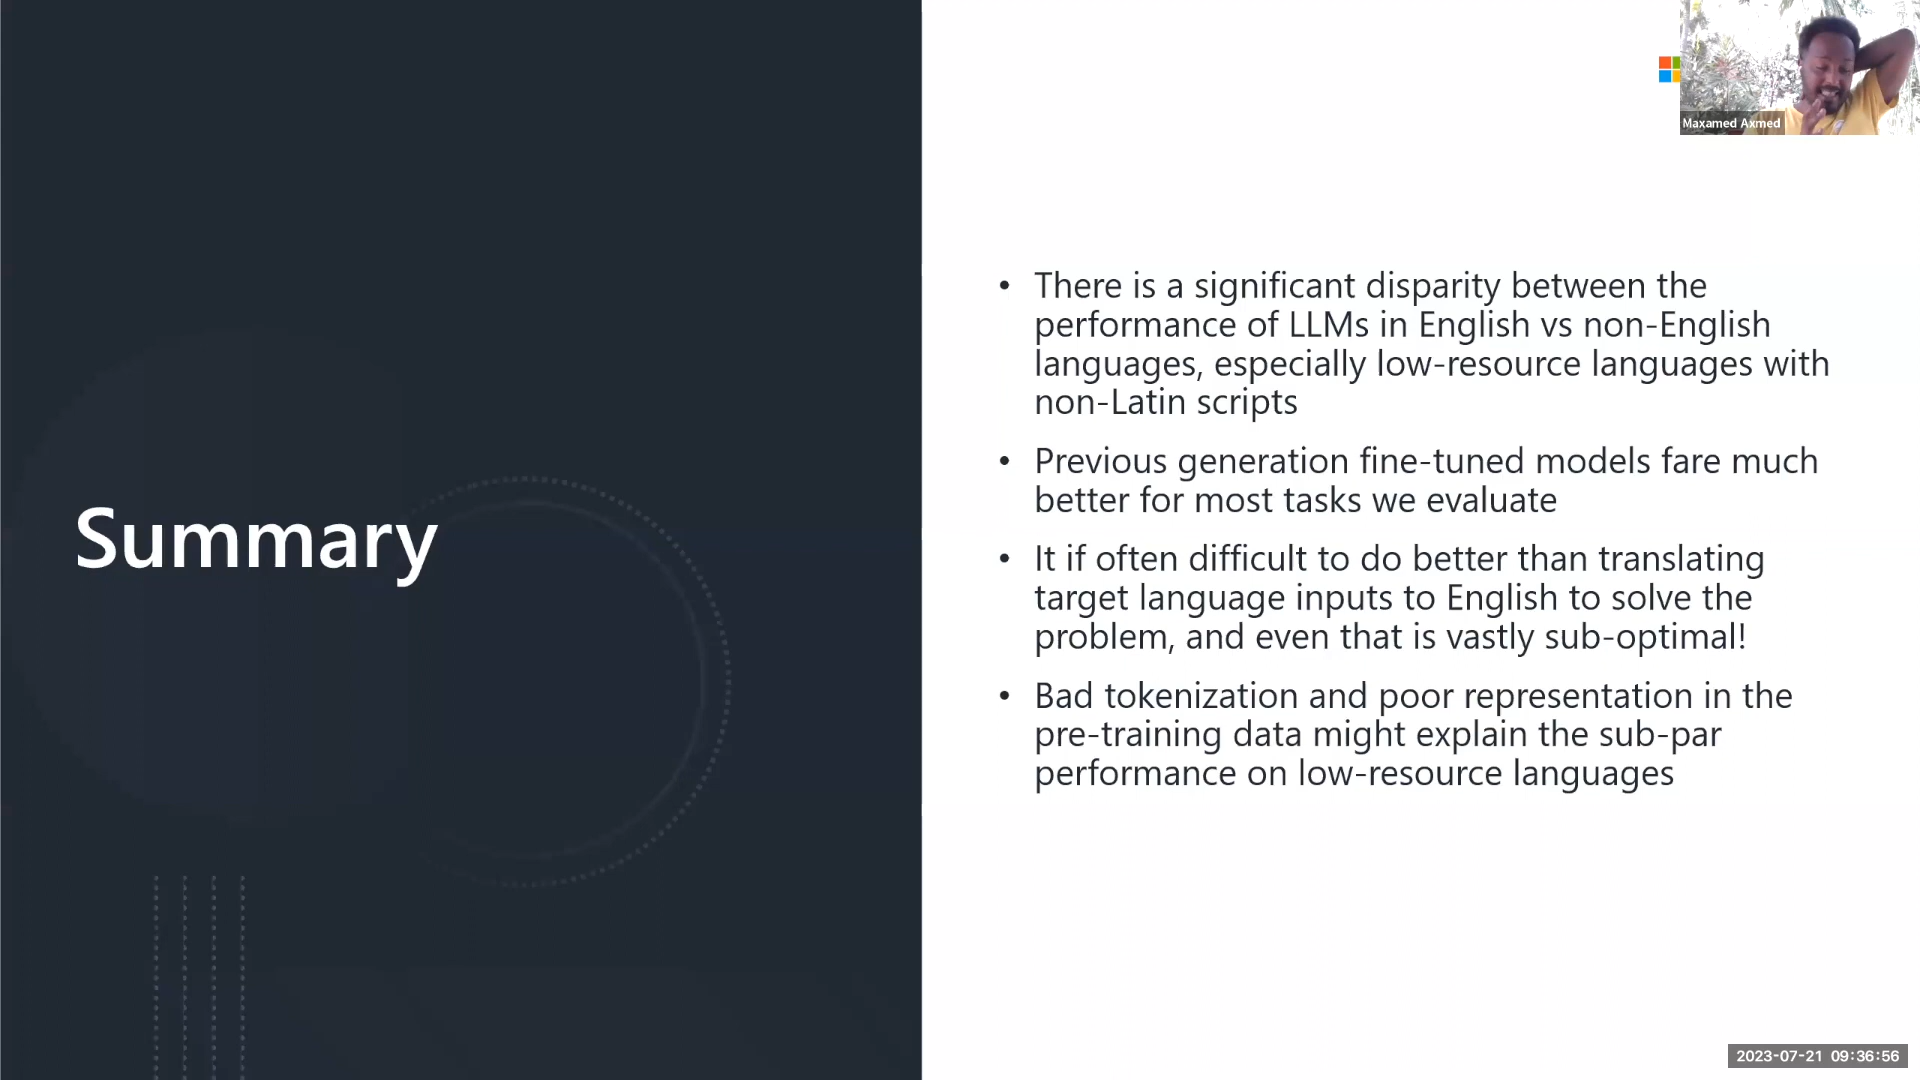 Maxamed Axmed
Summary
• There is a significant disparity between the
performance of LLMs in English vs non-English
languages, especially low-resource languages with
non-Latin scripts
• Previous generation fine-tuned models fare much
better for most tasks we evaluate
• It if often difficult to do better than translating
target language inputs to English to solve the
problem, and even that is vastly sub-optimal!
• Bad tokenization and poor representation in the
pre-training data might explain the sub-par
performance on low-resource languages
2023-07-21 09:36:56